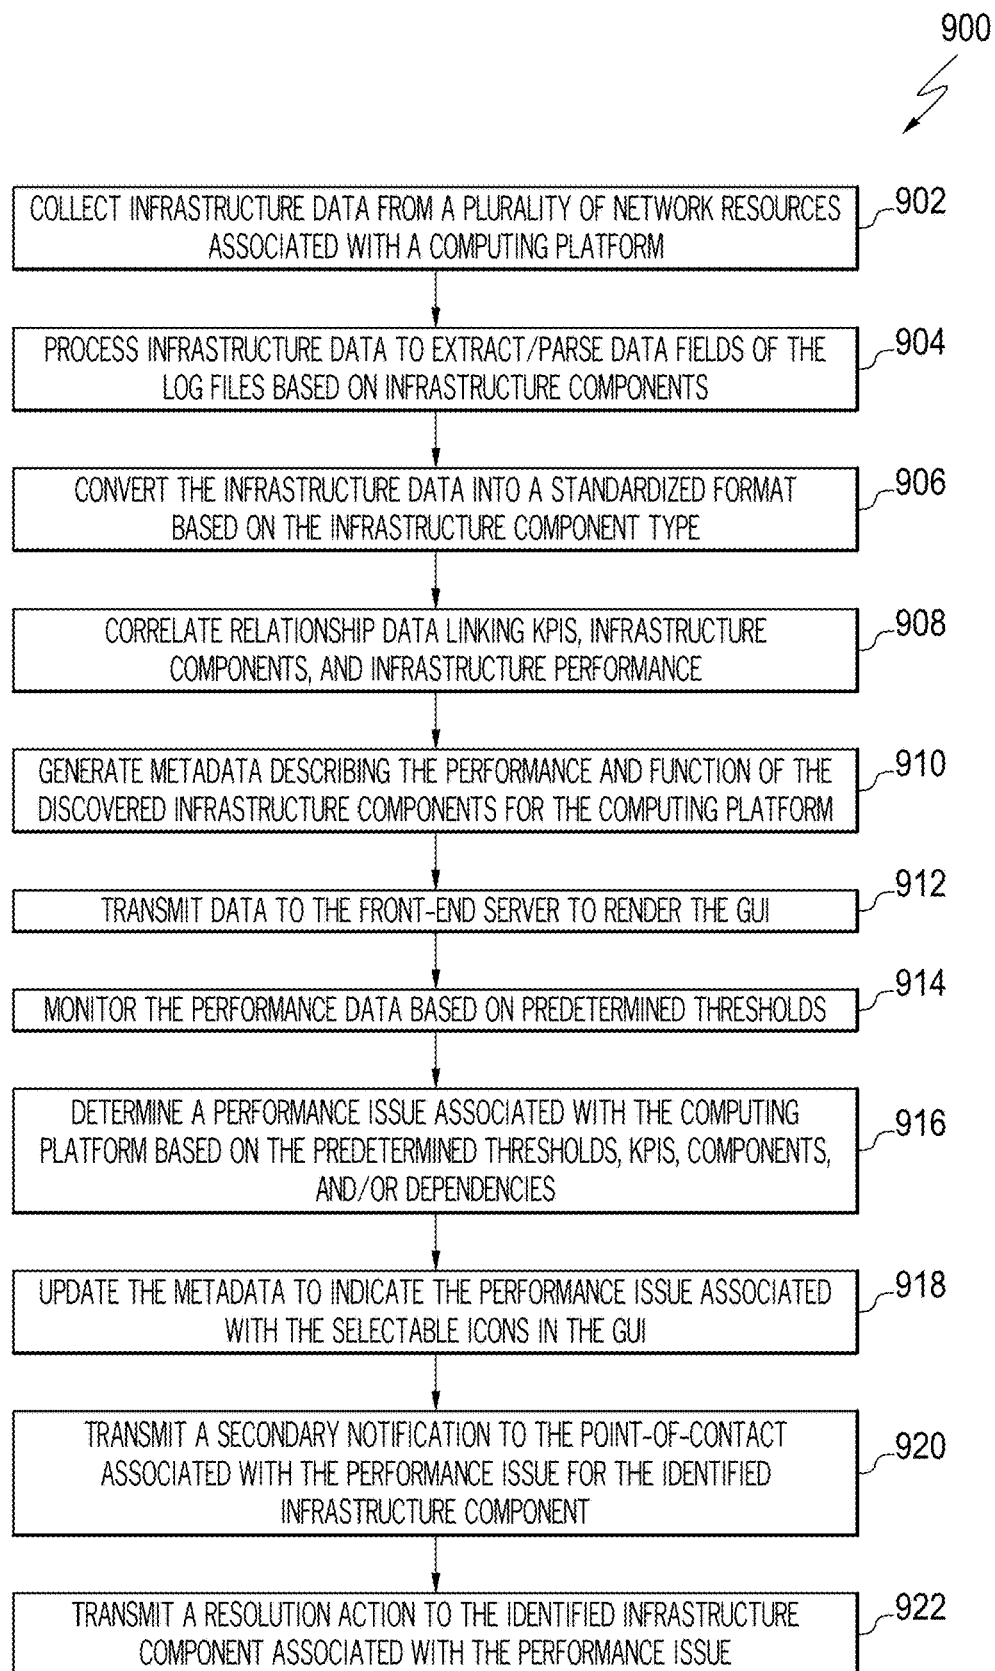 900
COLLECT INFRASTRUCTURE DATA FROM A PLURALITY OF NETWORK RESOURCES
ASSOCIATED WITH A COMPUTING PLATFORM
902
PROCESS INFRASTRUCTURE DATA TO EXTRACT/PARSE DATA FIELDS OF THE
LOG FILES BASED ON INFRASTRUCTURE COMPONENTS
904
CONVERT THE INFRASTRUCTURE DATA INTO A STANDARDIZED FORMAT
BASED ON THE INFRASTRUCTURE COMPONENT TYPE
906
CORRELATE RELATIONSHIP DATA LINKING KPIS, INFRASTRUCTURE
COMPONENTS, AND INFRASTRUCTURE PERFORMANCE
908
GENERATE METADATA DESCRIBING THE PERFORMANCE AND FUNCTION OF THE
DISCOVERED INFRASTRUCTURE COMPONENTS FOR THE COMPUTING PLATFORM
910
TRANSMIT DATA TO THE FRONT-END SERVER TO RENDER THE GUI
912
MONITOR THE PERFORMANCE DATA BASED ON PREDETERMINED THRESHOLDS
914
DETERMINE A PERFORMANCE ISSUE ASSOCIATED WITH THE COMPUTING
PLATFORM BASED ON THE PREDETERMINED THRESHOLDS, KPIS, COMPONENTS,
AND/OR DEPENDENCIES
916
UPDATE THE METADATA TO INDICATE THE PERFORMANCE ISSUE ASSOCIATED
WITH THE SELECTABLE ICONS IN THE GUI
918
TRANSMIT A SECONDARY NOTIFICATION TO THE POINT-OF-CONTACT
ASSOCIATED WITH THE PERFORMANCE ISSUE FOR THE IDENTIFIED
INFRASTRUCTURE COMPONENT
920
TRANSMIT A RESOLUTION ACTION TO THE IDENTIFIED INFRASTRUCTURE
COMPONENT ASSOCIATED WITH THE PERFORMANCE ISSUE
922